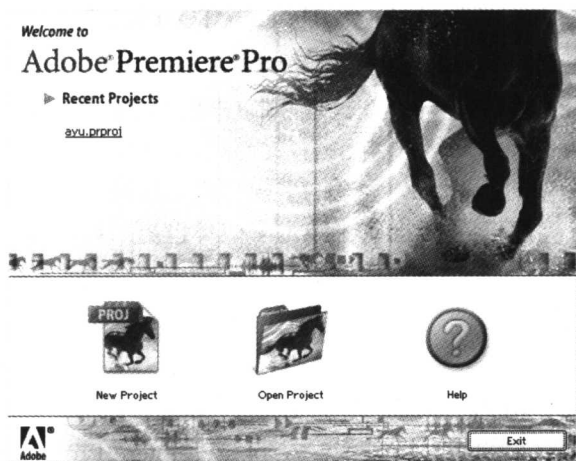 Welcome to
Adobe® Premiere® Pro
Recent Projects
ayu.prproj
PROJ
New Project
Open Project
?
Help
Adobe®
Exit